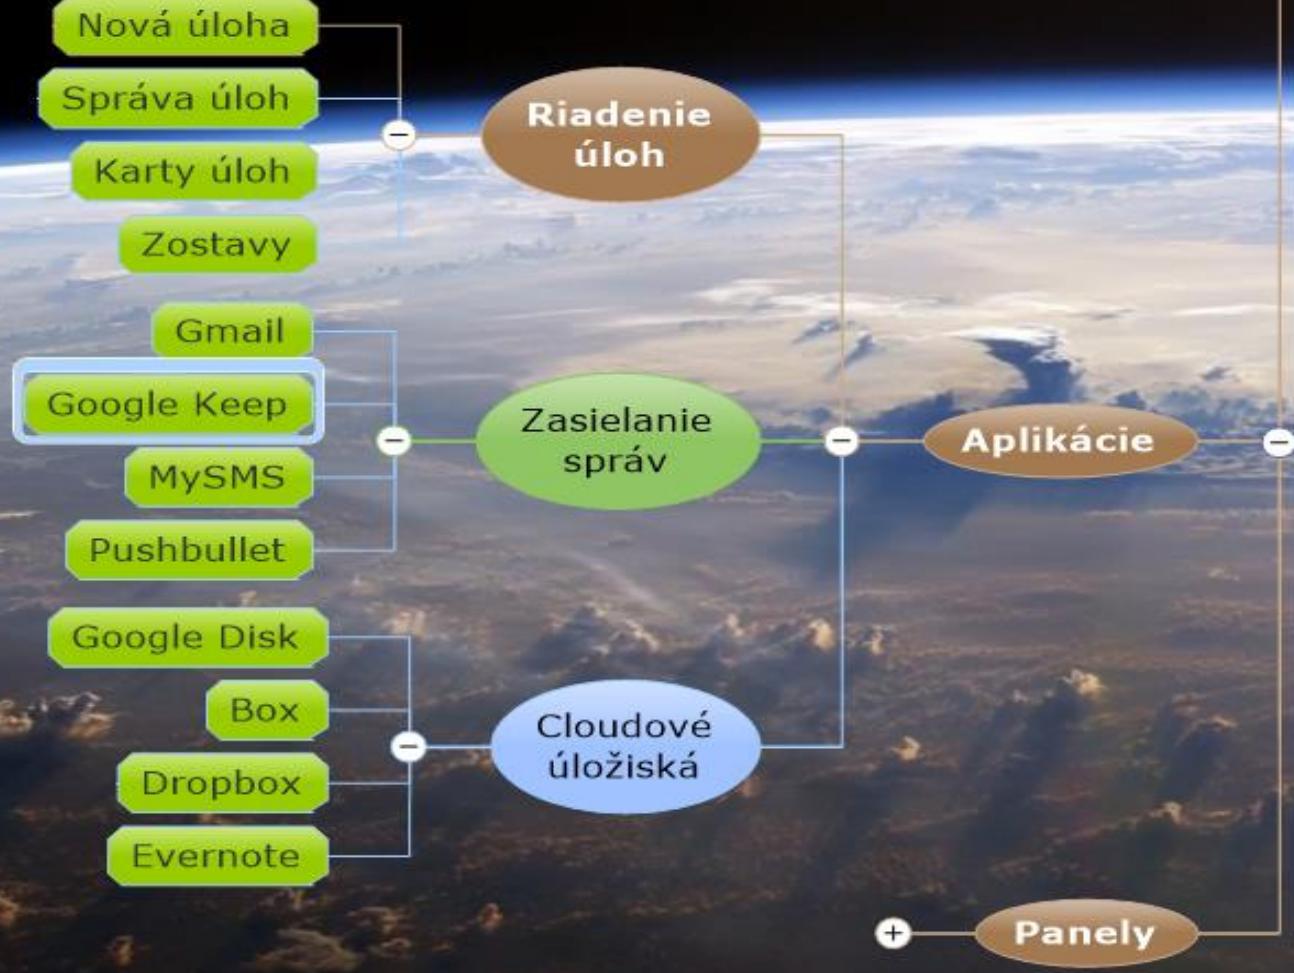 Nová úloha
Správa úloh
Karty úloh
Zostavy
Riadenie
úloh
Gmail
Google Keep
MySMS
Pushbullet
Zasielanie
správ
Aplikácie
Google Disk
Box
Dropbox
Evernote
Cloudové
úložiská
Panely